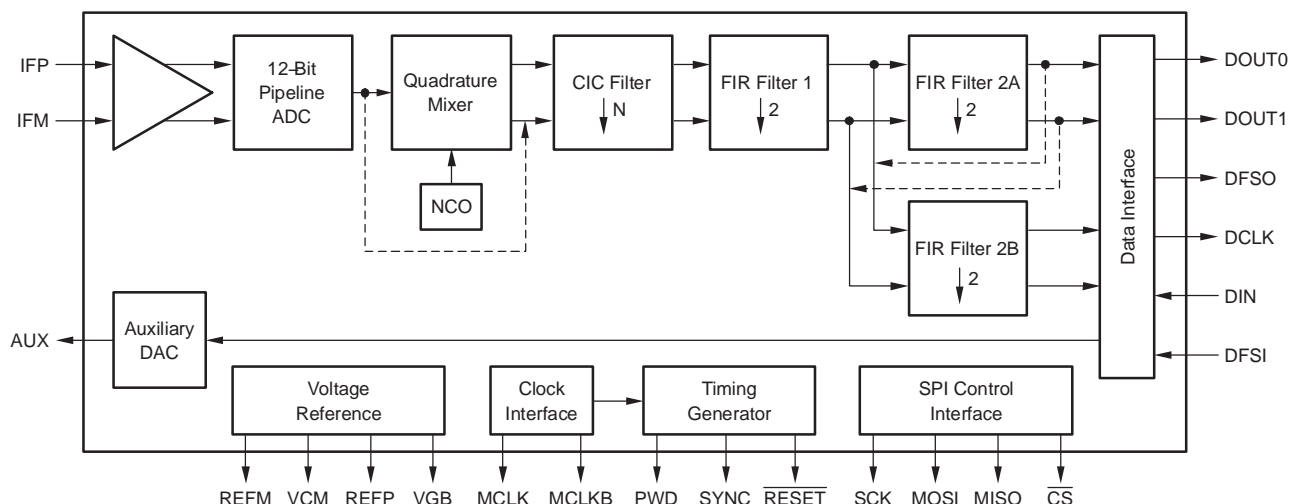 IFP
IFM
12–Bit
Pipeline
ADC
Quadrature
Mixer
NCO
CIC Filter
N
FIR Filter 1
2
FIR Filter 2A
2
FIR Filter 2B
2
Data Interface
DOUT0
DOUT1
DFSO
DCLK
DIN
DFSI
AUX
Auxiliary
DAC
Voltage
Reference
Clock
Interface
Timing
Generator
SPI Control
Interface
REFM VCM REFP VGB MCLK MCLKB PWD SYNC RESET SCK MOSI MISO CS